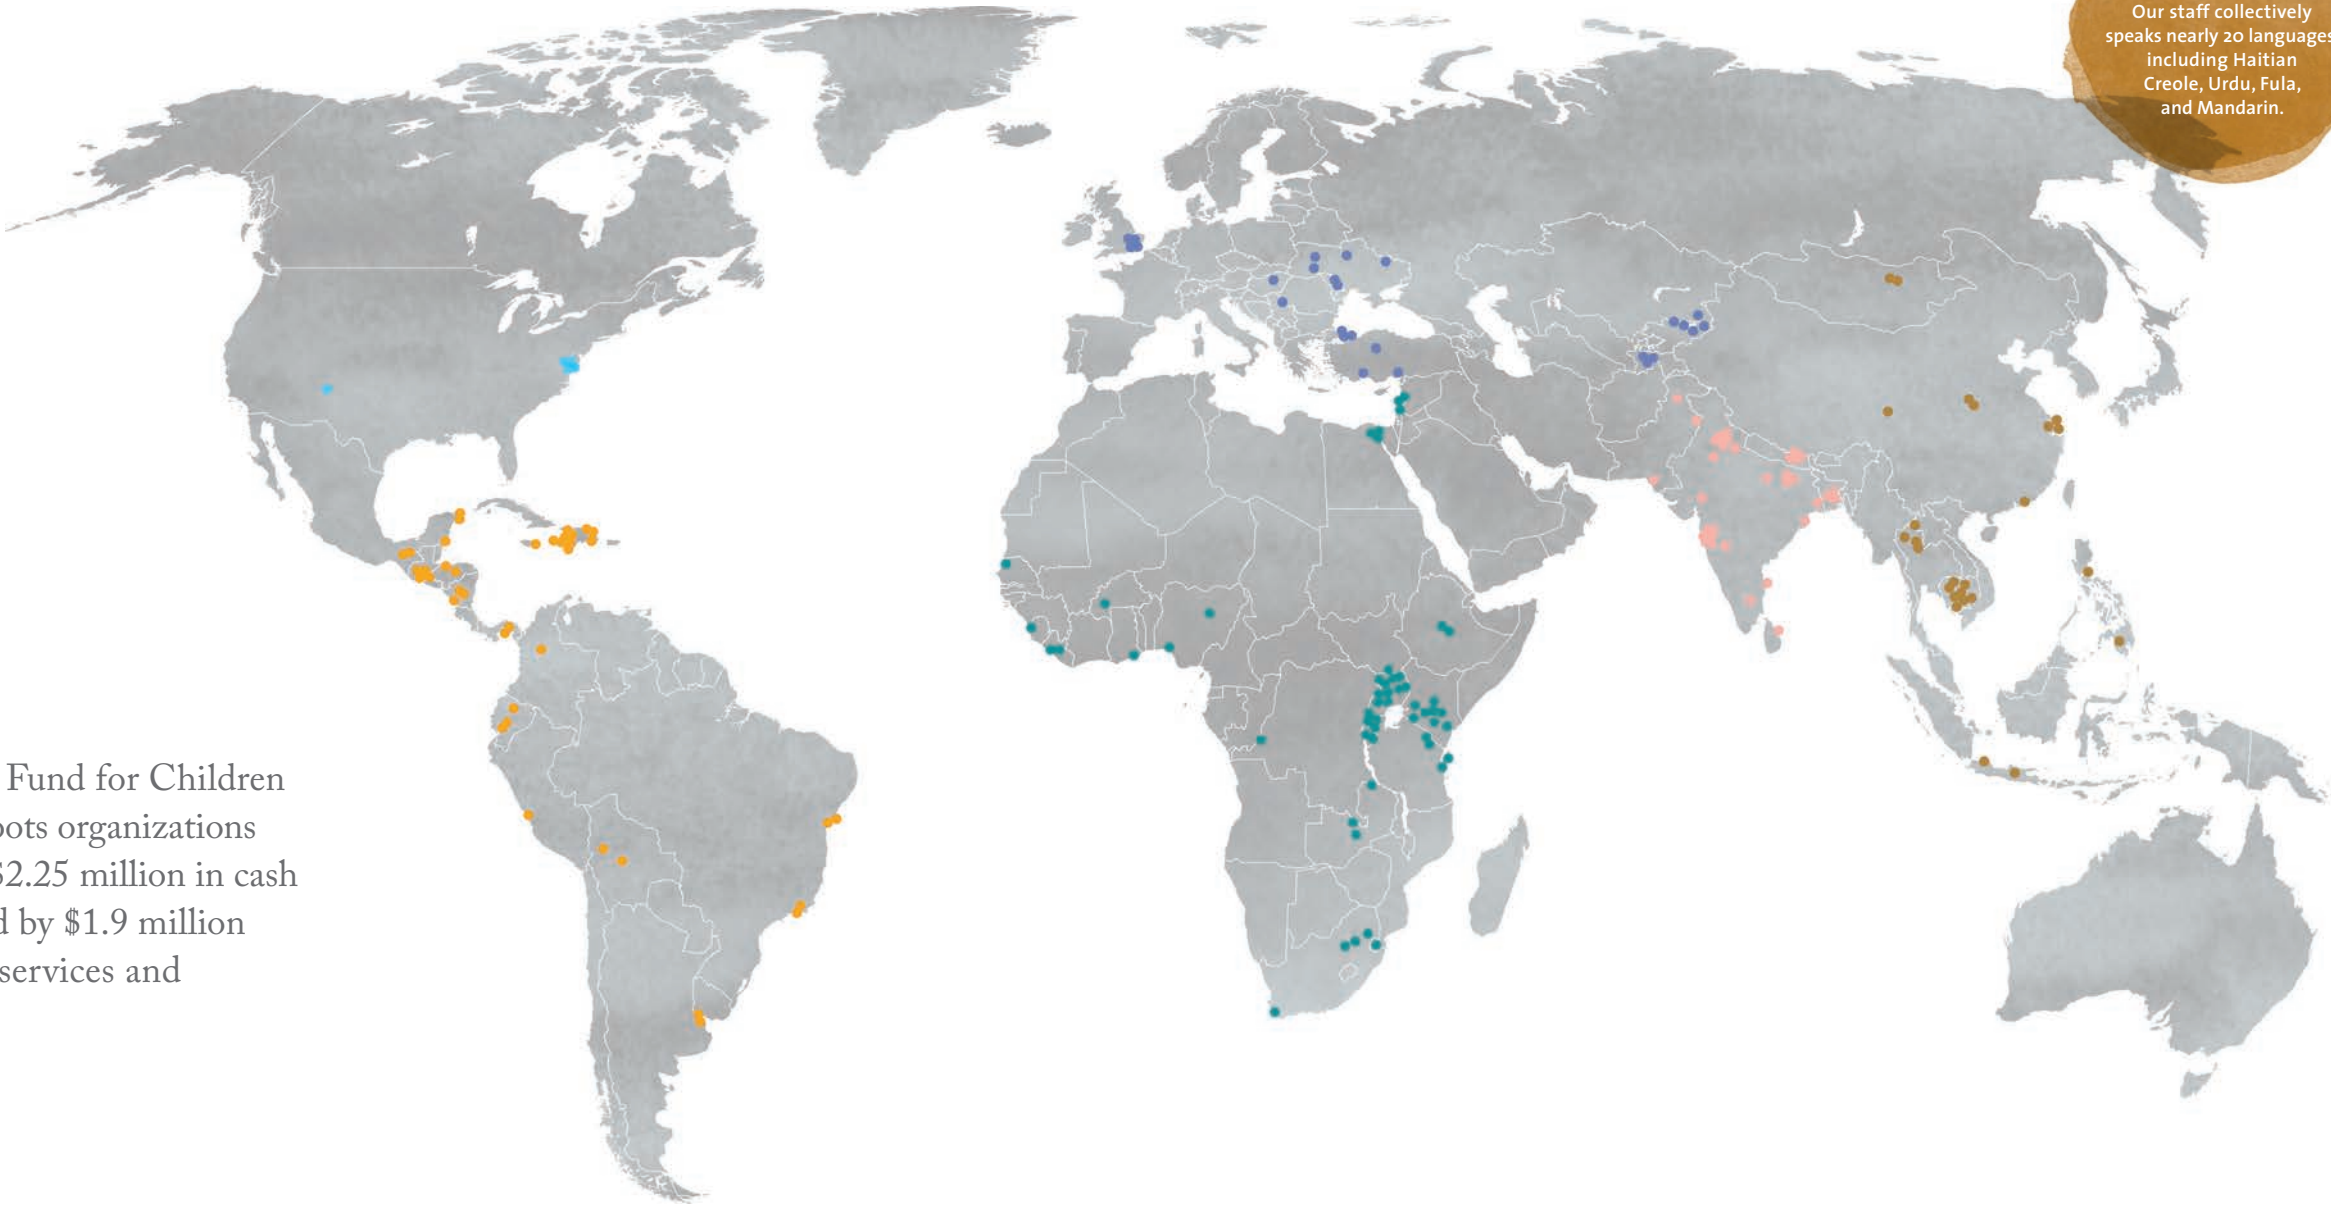 Our staff collectively
speaks nearly 20 languages
including Haitian
Creole, Urdu, Fula,
and Mandarin.
Fund for Children
organizations
$2.25 million in cash
by $1.9 million
services and